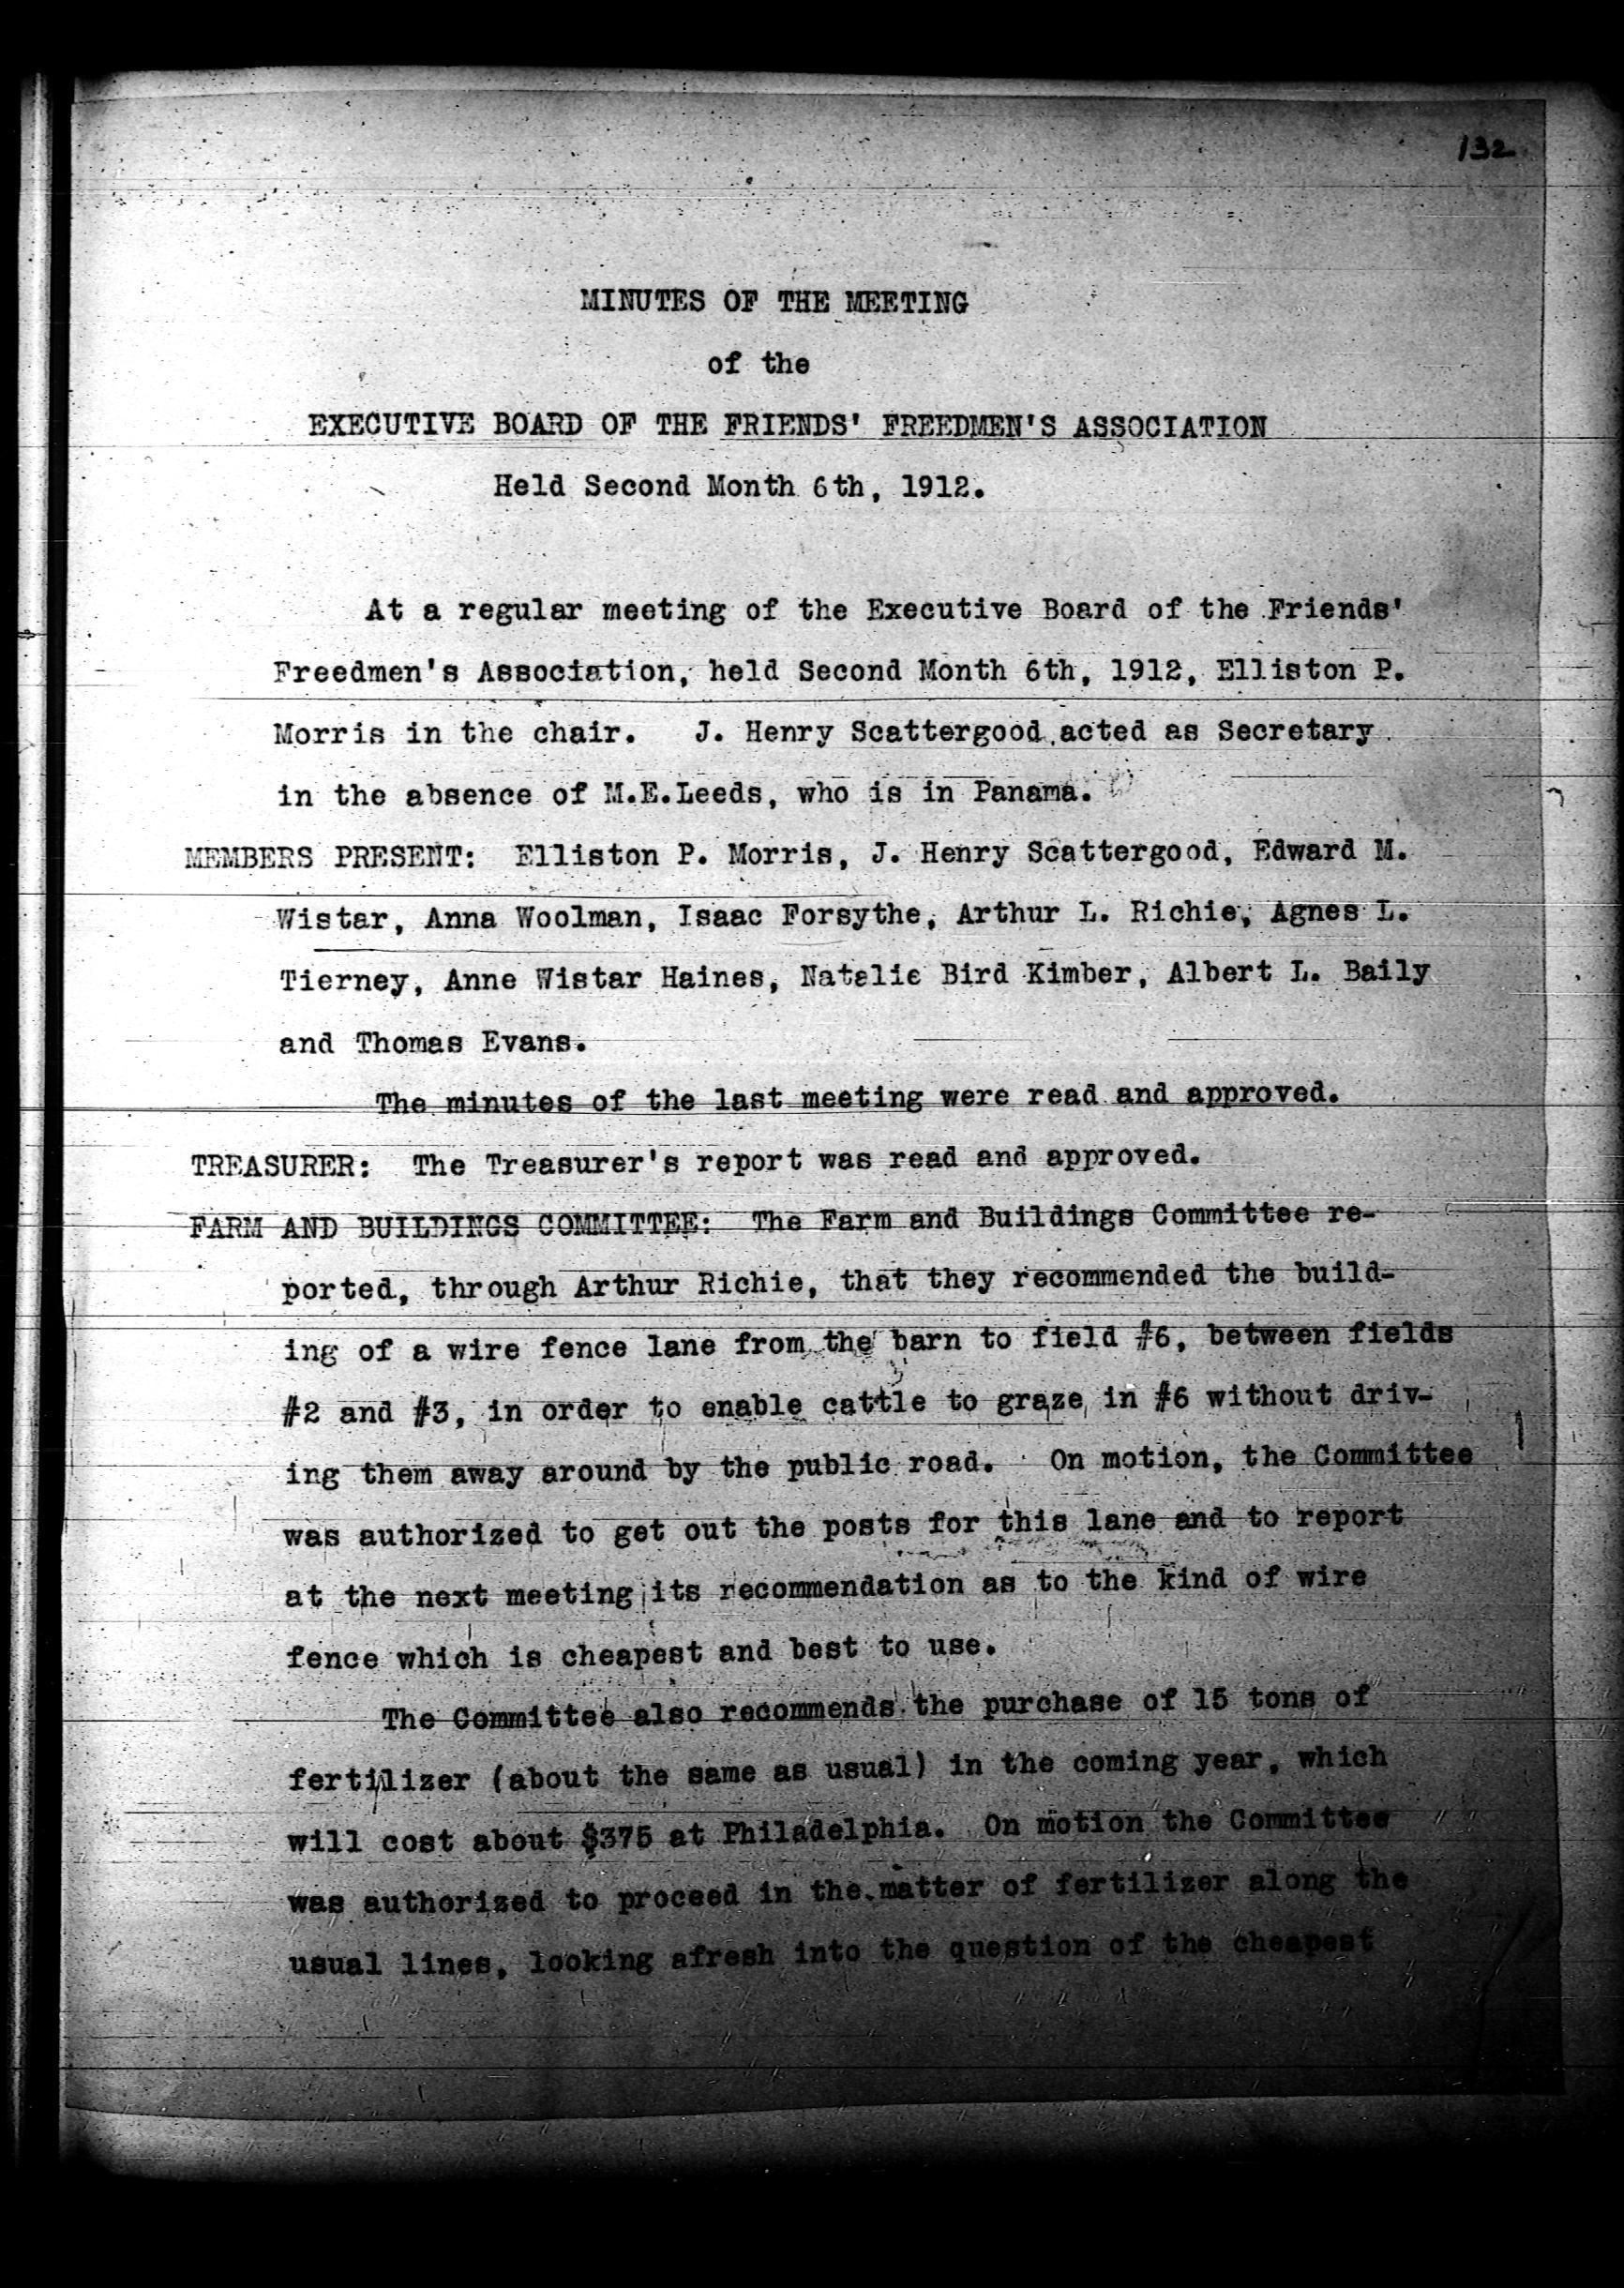 132
MINUTES OF THE MEETING
of the
EXECUTIVE BOARD OF THE FRIENDS' FREEDMEN'S ASSOCIATION
Held Second Month 6th, 1912.
At a regular meeting of the Executive Board of the Friends'
Freedmen's Association, held Second Month 6th, 1912, Elliston P.
Morris in the chair. J. Henry Scattergood acted as Secretary
in the absence of M.E.Leeds, who is in Panama.
MEMBERS PRESENT: Elliston P. Morris, J. Henry Scattergood, Edward M.
Wistar, Anna Woolman, Isaac Forsythe, Arthur L. Richie, Agnes L.
Tierney, Anne Wistar Haines, Natalie Bird Kimber, Albert L. Baily
and Thomas Evans.
The minutes of the last meeting were read and approved.
TREASURER: The Treasurer's report was read and approved.
FARM AND BUILDINGS COMMITTEE: The Farm and Buildings Committee re-
ported, through Arthur Richie, that they recommended the build-
ing of a wire fence lane from the barn to field #6, between fields
#2 and #3, in order to enable cattle to graze in #6 without driv-
ing them away around by the public road. On motion, the Committee
was authorized to get out the posts for this lane and to report
at the next meeting its recommendation as to the kind of wire
fence which is cheapest and best to use.
The Committee also recommends the purchase of 15 tons of
fertilizer (about the same as usual) in the coming year, which
will cost about $375 at Philadelphia. On motion the Committee
was authorized to proceed in the matter of fertilizer along the
usual lines, looking afresh into the question of the cheapest